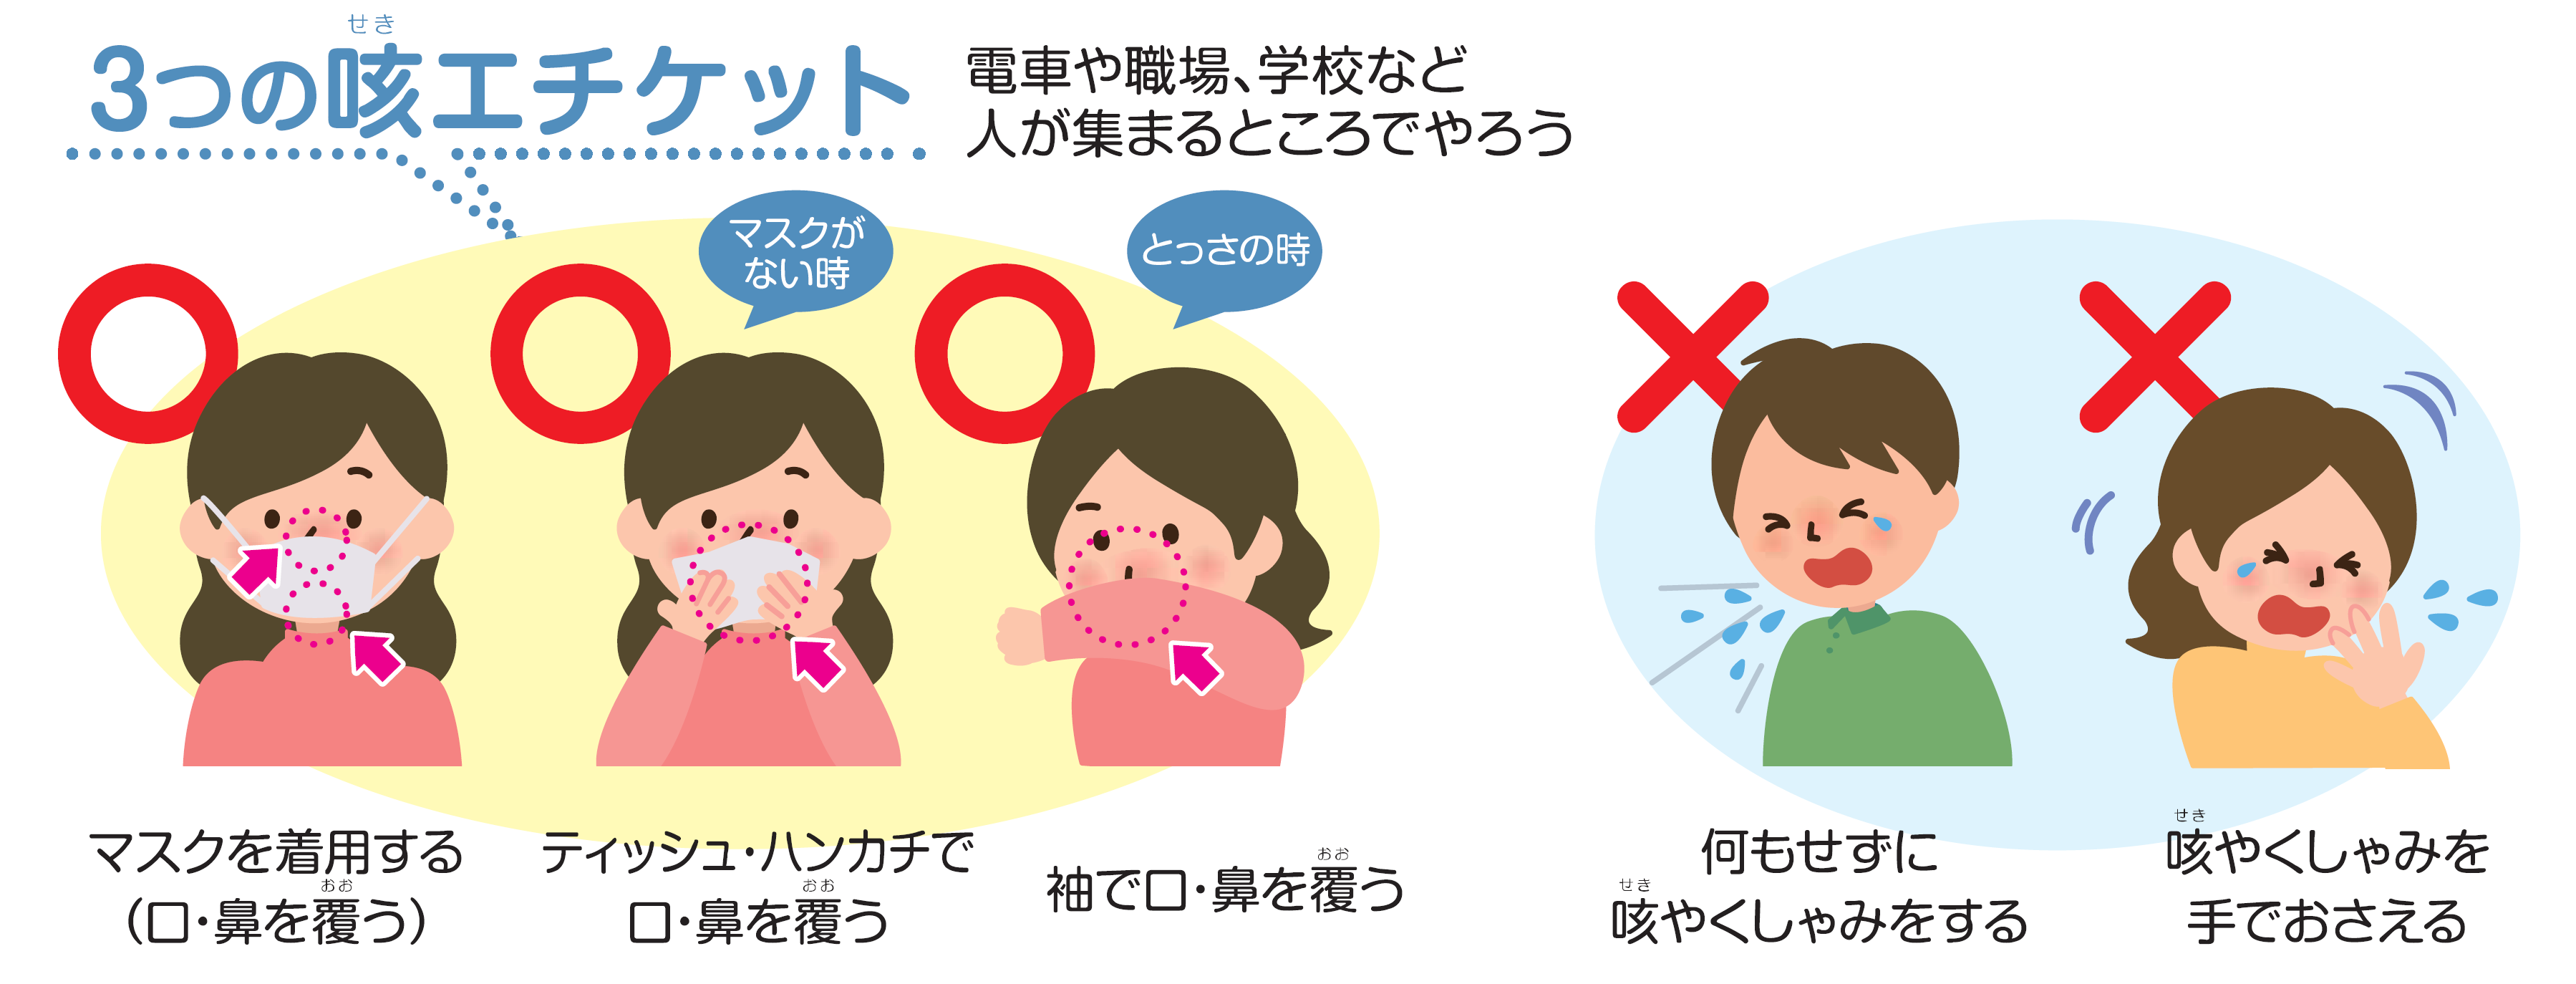 せき
3つの咳エチケット
電車や職場、学校など
人が集まるところでやろう
マスクが
ない時
とっさの時
マスクを着用する
おお
(口・鼻を覆う)
ティッシュ・ハンカチで
おお
口・鼻を覆う
おお
袖で口・鼻を覆う
何もせずに
せき
咳やくしゃみをする
せき
咳やくしゃみを
手でおさえる